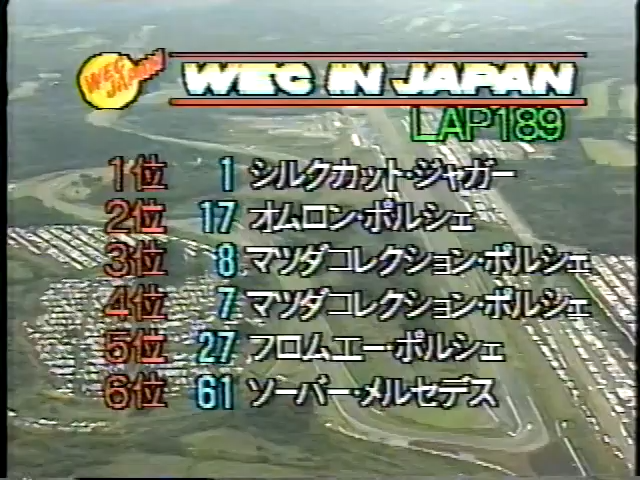 WEC JAPAN
WEC IN JAPAN
LAP189
1位 1 シルクカット・ジャガー
2位 17 オムロン・ポルシェ
3位 8 マツダコレクション・ポルシェ
4位 7 マツダコレクション・ポルシェ
5位 27 フロムエー・ポルシェ
6位 61 ソーバー・メルセデス